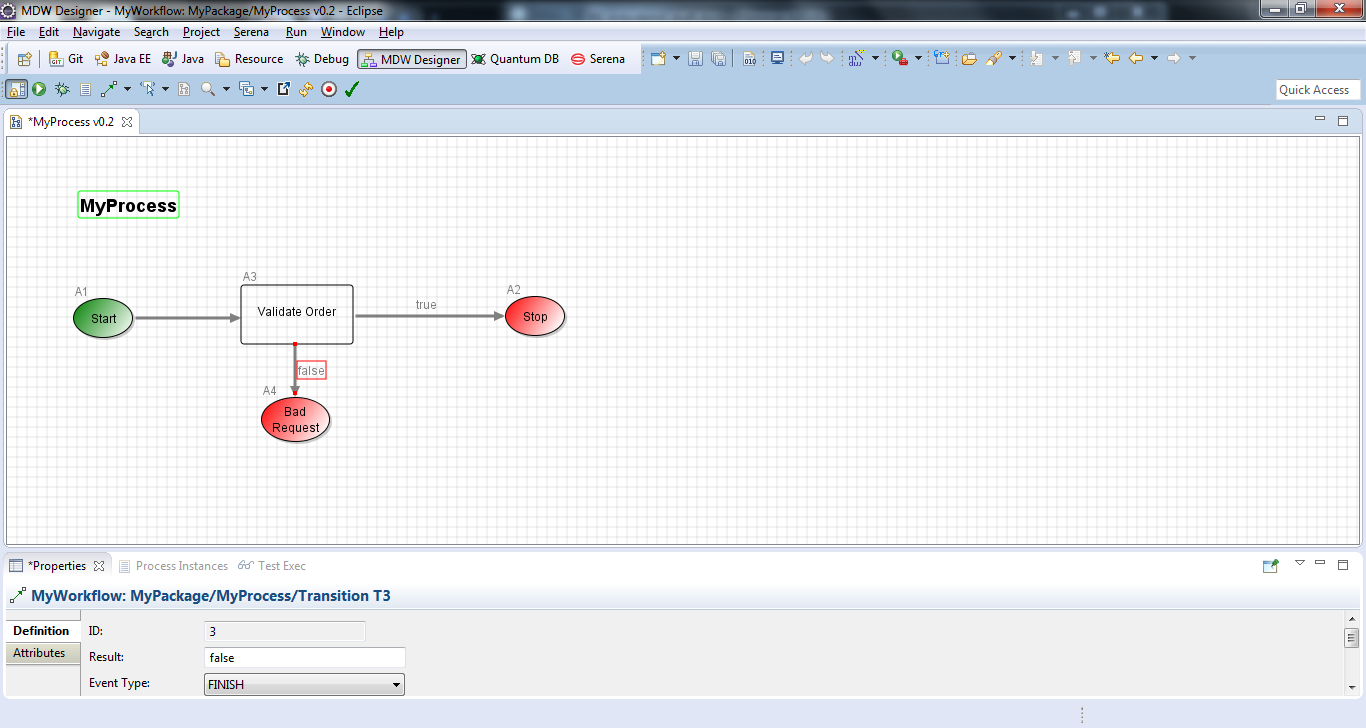 MDW Designer - MyWorkflow: MyPackage/MyProcess v0.2 - Eclipse
File Edit Navigate Search Project Serena Run Window Help
Git Java EE Java Resource Debug MDW Designer Quantum DB Serena
Quick Access
*MyProcess v0.2
MyProcess
A1
Start
A3
Validate Order
true
A2
Stop
false
A4
Bad
Request
*Properties Process Instances Test Exec
MyWorkflow: MyPackage/MyProcess/Transition T3
Definition
Attributes
ID: 3
Result: false
Event Type: FINISH